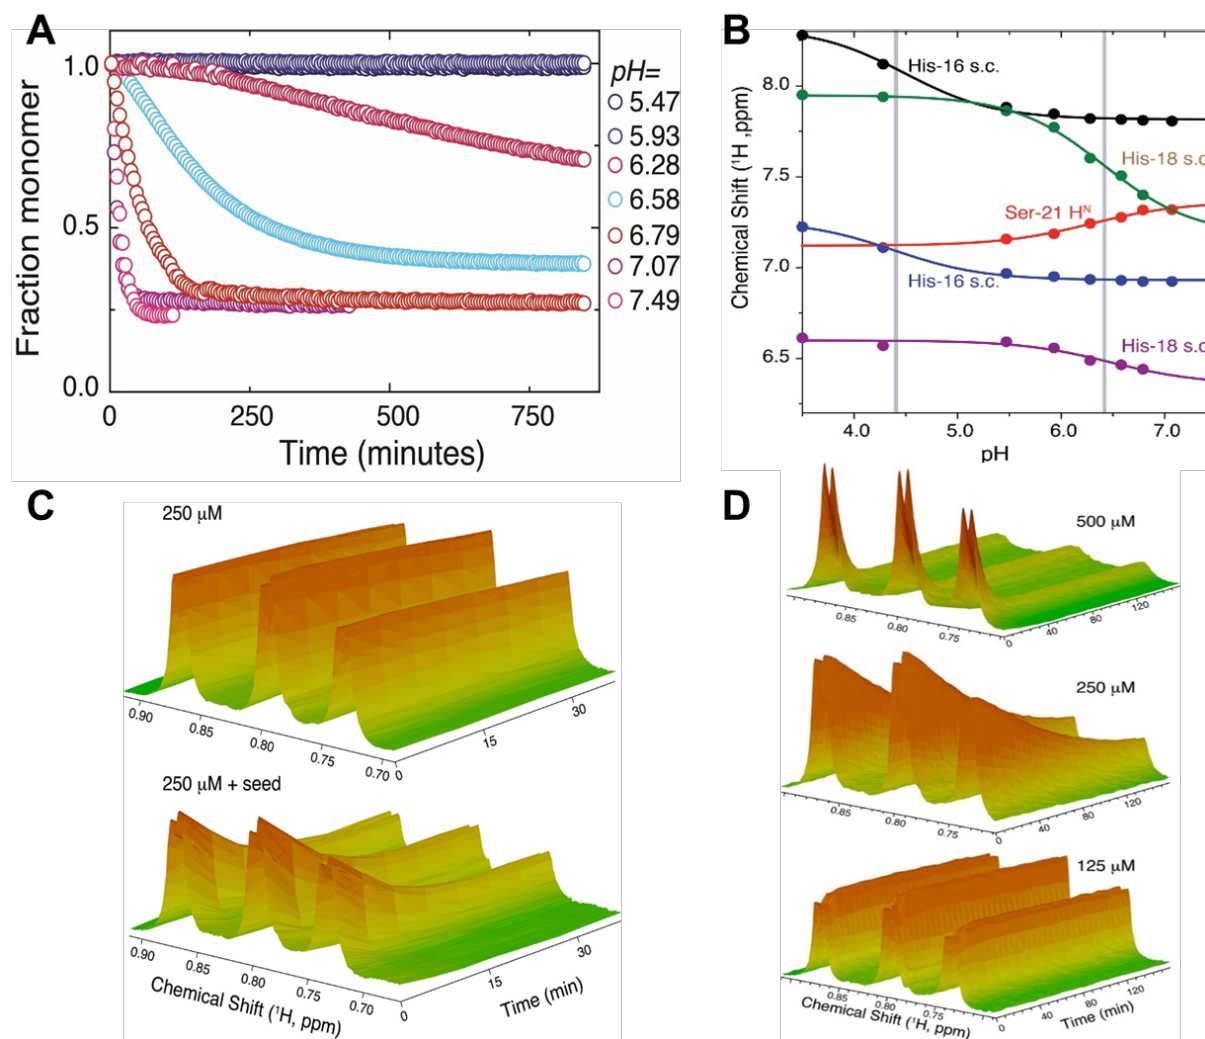 A
1.0
0.5
0.0
Fraction monomer
0
250
500
750
Time (minutes)
pH=
5.47
5.93
6.28
6.58
6.79
7.07
7.49
B
8.0
7.5
7.0
6.5
Chemical Shift (¹H ,ppm)
His-16 s.c.
His-18 s.c
Ser-21 Hᴺ
His-16 s.c.
His-18 s.c
4.0
5.0
6.0
7.0
pH
C
250 μM
0.90
0.85
0.80
0.75
0.70
0
15
30
250 μM + seed
0.90
0.85
0.80
0.75
0.70
0
15
30
Chemical Shift (¹H, ppm)
Time (min)
D
500 μM
0.85
0.80
0.75
0
40
80
120
250 μM
0.85
0.80
0.75
0
40
80
120
125 μM
0.85
0.80
0.75
0
40
80
120
Chemical Shift (¹H, ppm)
Time (min)